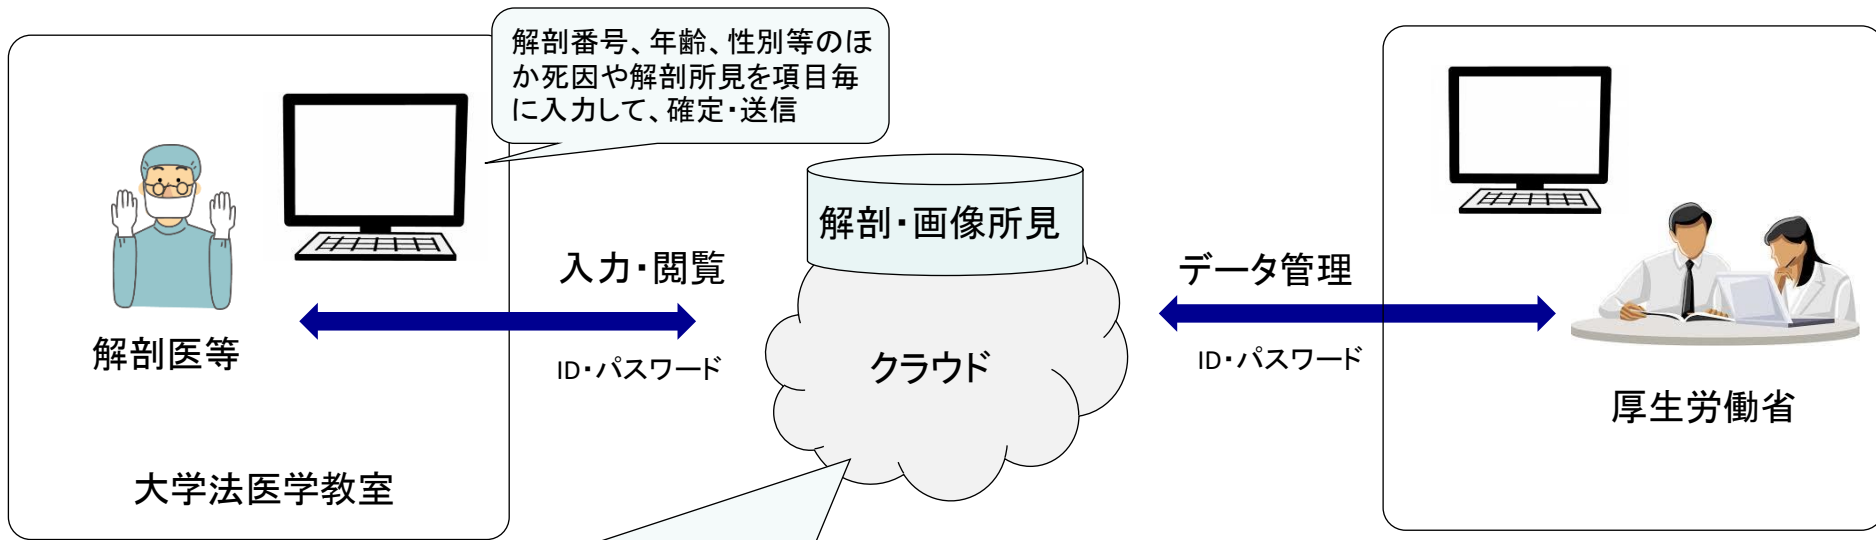 解剖番号、年齢、性別等のほ
か死因や解剖所見を項目毎
に入力して、確定・送信
解剖・画像所見
入力・閲覧
データ管理
解剖医等
ID・パスワード
クラウド
ID・パスワード
厚生労働省
大学法医学教室